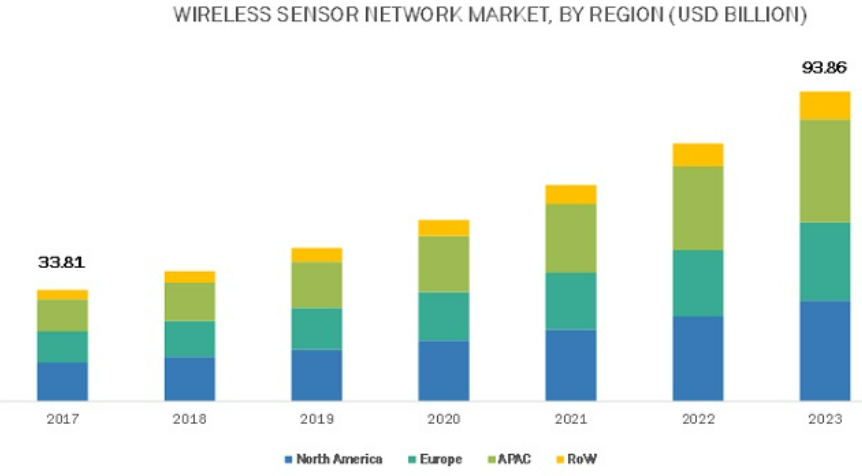 WIRELESS SENSOR NETWORK MARKET, BY REGION (USD BILLION)
93.86
33.81
2017 2018 2019 2020 2021 2022 2023
North America Europe APAC RoW